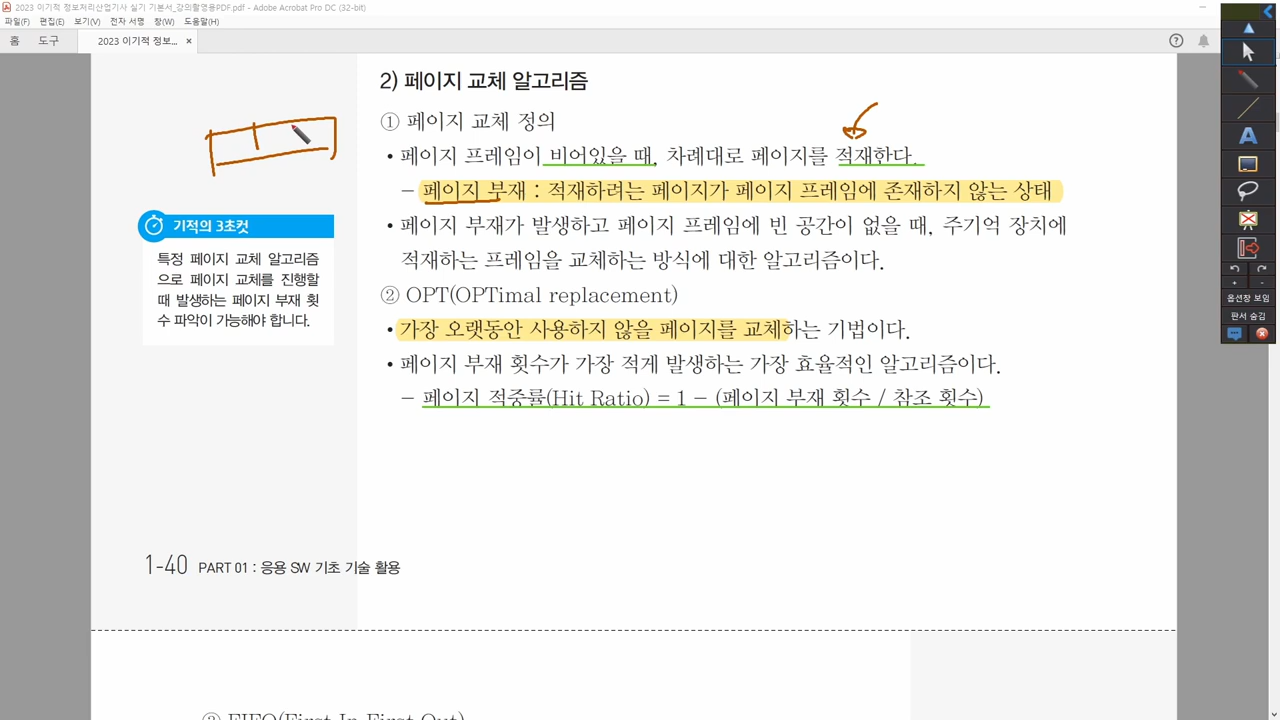 2023 이기적 정보처리산업기사 실기 기본서_강의촬영용PDF.pdf - Adobe Acrobat Pro DC (32-bit)
파일(F) 편집(E) 보기(V) 전자 서명 창(W) 도움말(H)
홈 도구 2023 이기적 정보... ×
2) 페이지 교체 알고리즘
① 페이지 교체 정의
• 페이지 프레임이 비어있을 때, 차례대로 페이지를 적재한다.
- 페이지 부재 : 적재하려는 페이지가 페이지 프레임에 존재하지 않는 상태
• 페이지 부재가 발생하고 페이지 프레임에 빈 공간이 없을 때, 주기억 장치에
적재하는 프레임을 교체하는 방식에 대한 알고리즘이다.
② OPT(OPTimal replacement)
• 가장 오랫동안 사용하지 않을 페이지를 교체하는 기법이다.
• 페이지 부재 횟수가 가장 적게 발생하는 가장 효율적인 알고리즘이다.
- 페이지 적중률(Hit Ratio) = 1 - (페이지 부재 횟수 / 참조 횟수)
기적의 3초컷
특정 페이지 교체 알고리즘
으로 페이지 교체를 진행할
때 발생하는 페이지 부재 횟
수 파악이 가능해야 합니다.
1-40 PART 01 : 응용 SW 기초 기술 활용
③ FIFO(First In First Out)
A
+ -
옵션창 보임
판서 숨김